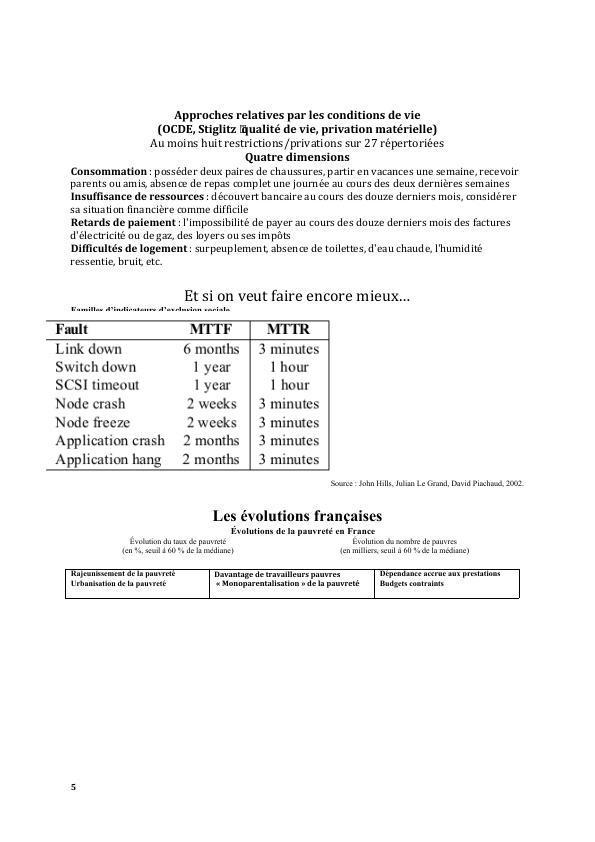 Approches relatives par les conditions de vie
(OCDE, Stiglitz qualité de vie, privation matérielle)
Au moins huit restrictions/privations sur 27 répertoriées
Quatre dimensions
Consommation : posséder deux paires de chaussures, partir en vacances une semaine, recevoir
parents ou amis, absence de repas complet une journée au cours des deux dernières semaines
Insuffisance de ressources : découvert bancaire au cours des douze derniers mois, considérer
sa situation financière comme difficile
Retards de paiement : l'impossibilité de payer au cours des douze derniers mois des factures
d'électricité ou de gaz, des loyers ou ses impôts
Difficultés de logement : surpeuplement, absence de toilettes, d'eau chaude, l'humidité
ressentie, bruit, etc.
Et si on veut faire encore mieux…
Familles d'indicateurs d'exclusion sociale
Fault MTTF MTTR
Link down 6 months 3 minutes
Switch down 1 year 1 hour
SCSI timeout 1 year 1 hour
Node crash 2 weeks 3 minutes
Node freeze 2 weeks 3 minutes
Application crash 2 months 3 minutes
Application hang 2 months 3 minutes
Source : John Hills, Julian Le Grand, David Piachaud, 2002.
Les évolutions françaises
Évolutions de la pauvreté en France
Évolution du taux de pauvreté Évolution du nombre de pauvres
(en %, seuil à 60 % de la médiane) (en milliers, seuil à 60 % de la médiane)
Rajeunissement de la pauvreté Davantage de travailleurs pauvres Dépendance accrue aux prestations
Urbanisation de la pauvreté « Monoparentalisation » de la pauvreté Budgets contraints
5